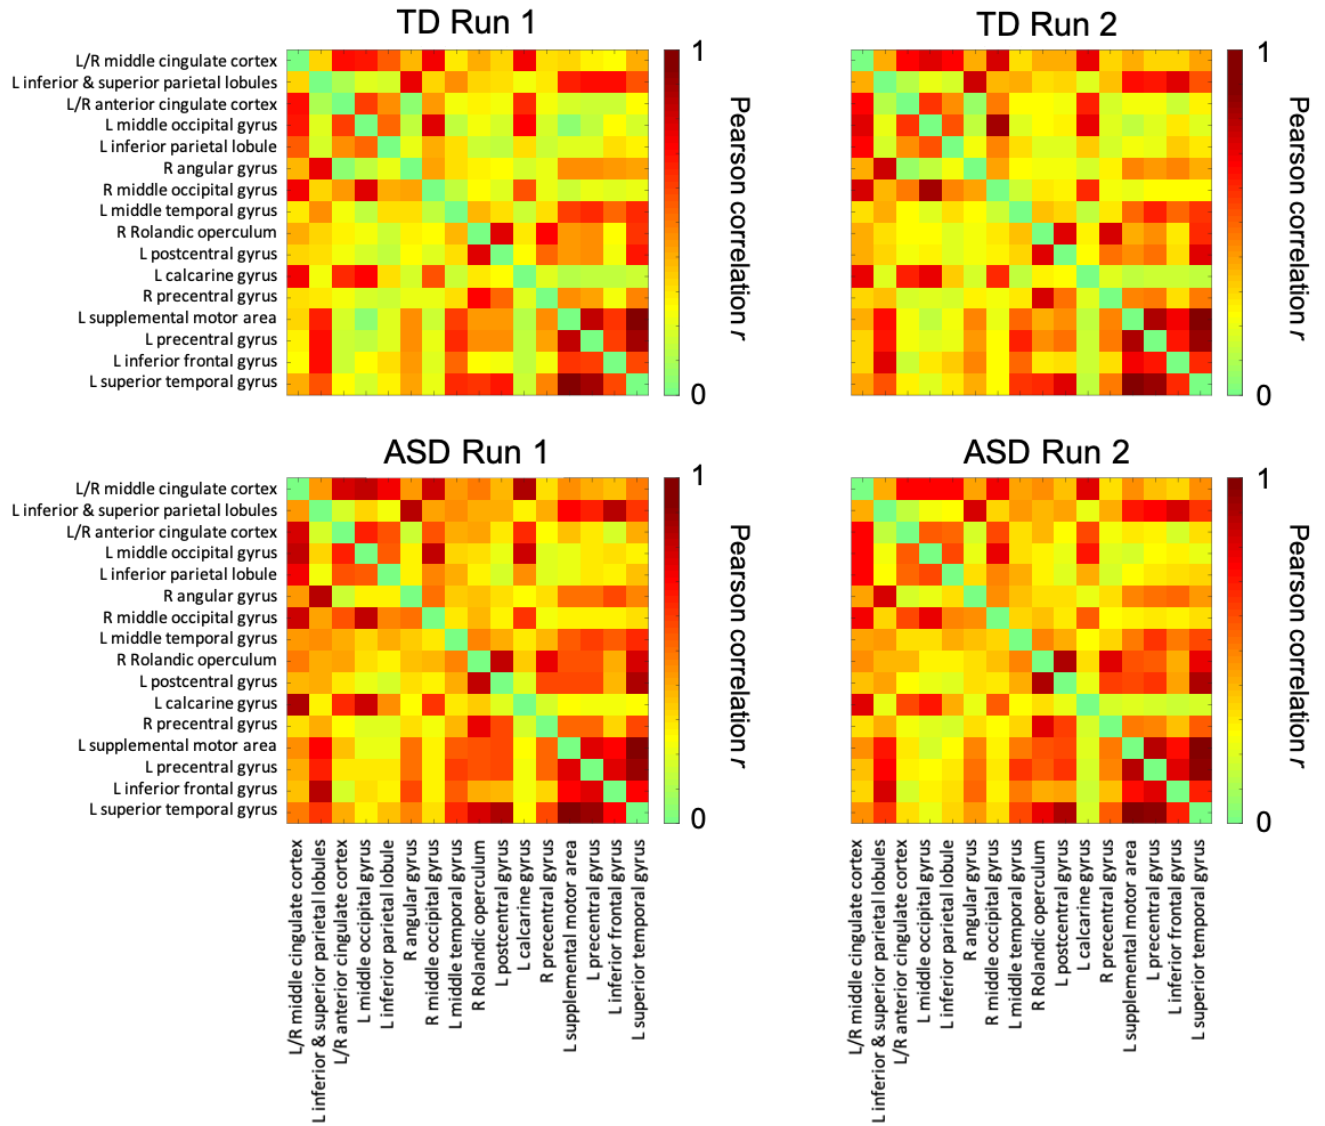 TD Run 1
TD Run 2
L/R middle cingulate cortex
L inferior & superior parietal lobules
L/R anterior cingulate cortex
L middle occipital gyrus
L inferior parietal lobule
R angular gyrus
R middle occipital gyrus
L middle temporal gyrus
R Rolandic operculum
L postcentral gyrus
L calcarine gyrus
R precentral gyrus
L supplemental motor area
L precentral gyrus
L inferior frontal gyrus
L superior temporal gyrus
1
Pearson correlation r
0
1
Pearson correlation r
0
ASD Run 1
ASD Run 2
L/R middle cingulate cortex
L inferior & superior parietal lobules
L/R anterior cingulate cortex
L middle occipital gyrus
L inferior parietal lobule
R angular gyrus
R middle occipital gyrus
L middle temporal gyrus
R Rolandic operculum
L postcentral gyrus
L calcarine gyrus
R precentral gyrus
L supplemental motor area
L precentral gyrus
L inferior frontal gyrus
L superior temporal gyrus
1
Pearson correlation r
0
1
Pearson correlation r
0
L/R middle cingulate cortex
L inferior & superior parietal lobules
L/R anterior cingulate cortex
L middle occipital gyrus
L inferior parietal lobule
R angular gyrus
R middle occipital gyrus
L middle temporal gyrus
R Rolandic operculum
L postcentral gyrus
L calcarine gyrus
R precentral gyrus
L supplemental motor area
L precentral gyrus
L inferior frontal gyrus
L superior temporal gyrus
L/R middle cingulate cortex
L inferior & superior parietal lobules
L/R anterior cingulate cortex
L middle occipital gyrus
L inferior parietal lobule
R angular gyrus
R middle occipital gyrus
L middle temporal gyrus
R Rolandic operculum
L postcentral gyrus
L calcarine gyrus
R precentral gyrus
L supplemental motor area
L precentral gyrus
L inferior frontal gyrus
L superior temporal gyrus